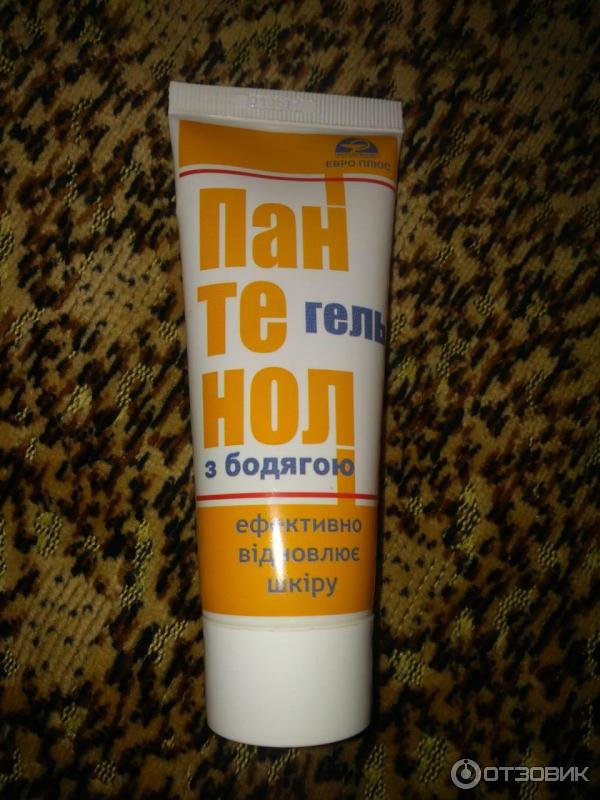 ЕВРО ПЛЮС
Пан
те гель
нол
з бодягою
ефективно
відновлює
шкіру
ОТЗОВИК